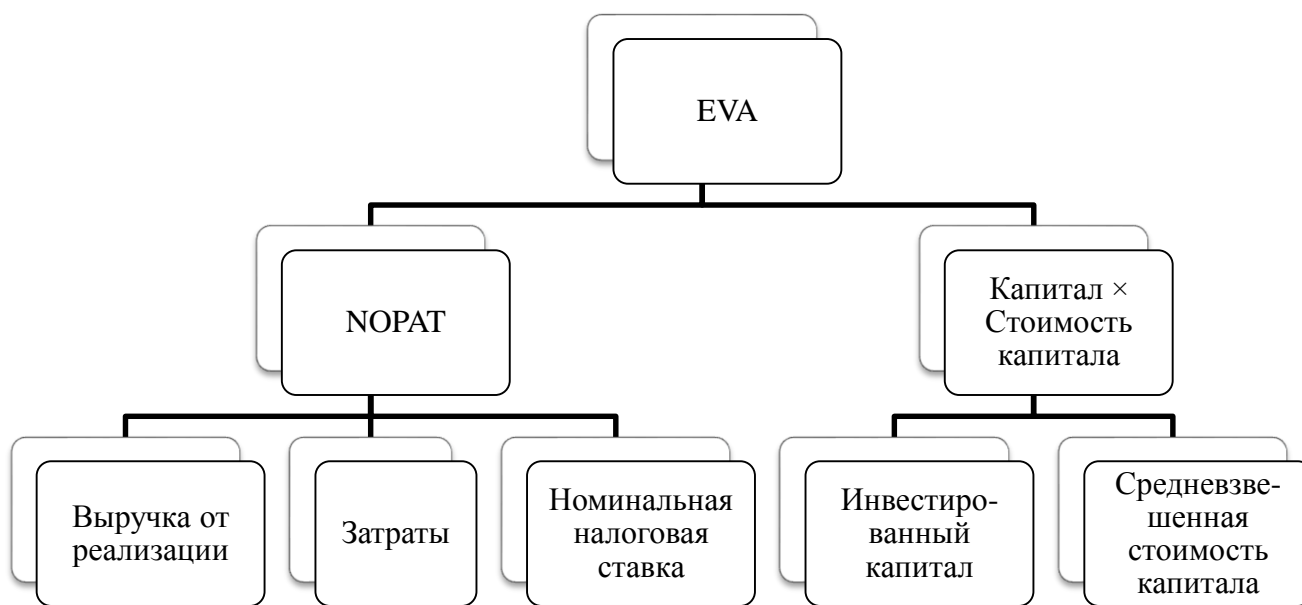 EVA
NOPAT
Капитал ×
Стоимость
капитала
Выручка от
реализации
Затраты
Номинальная
налоговая
ставка
Инвестиро-
ванный
капитал
Средневзве-
шенная
стоимость
капитала